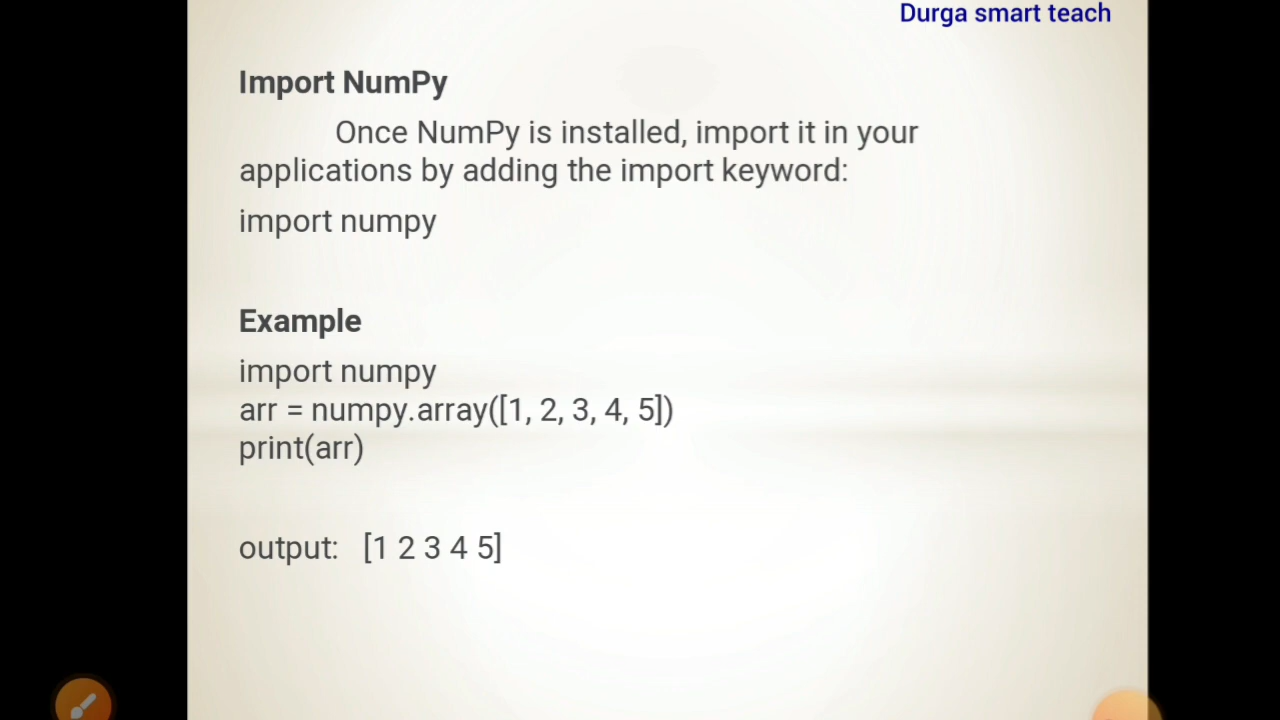 Durga smart teach
Import NumPy
Once NumPy is installed, import it in your
applications by adding the import keyword:
import numpy
Example
import numpy
arr = numpy.array([1, 2, 3, 4, 5])
print(arr)
output: [1 2 3 4 5]